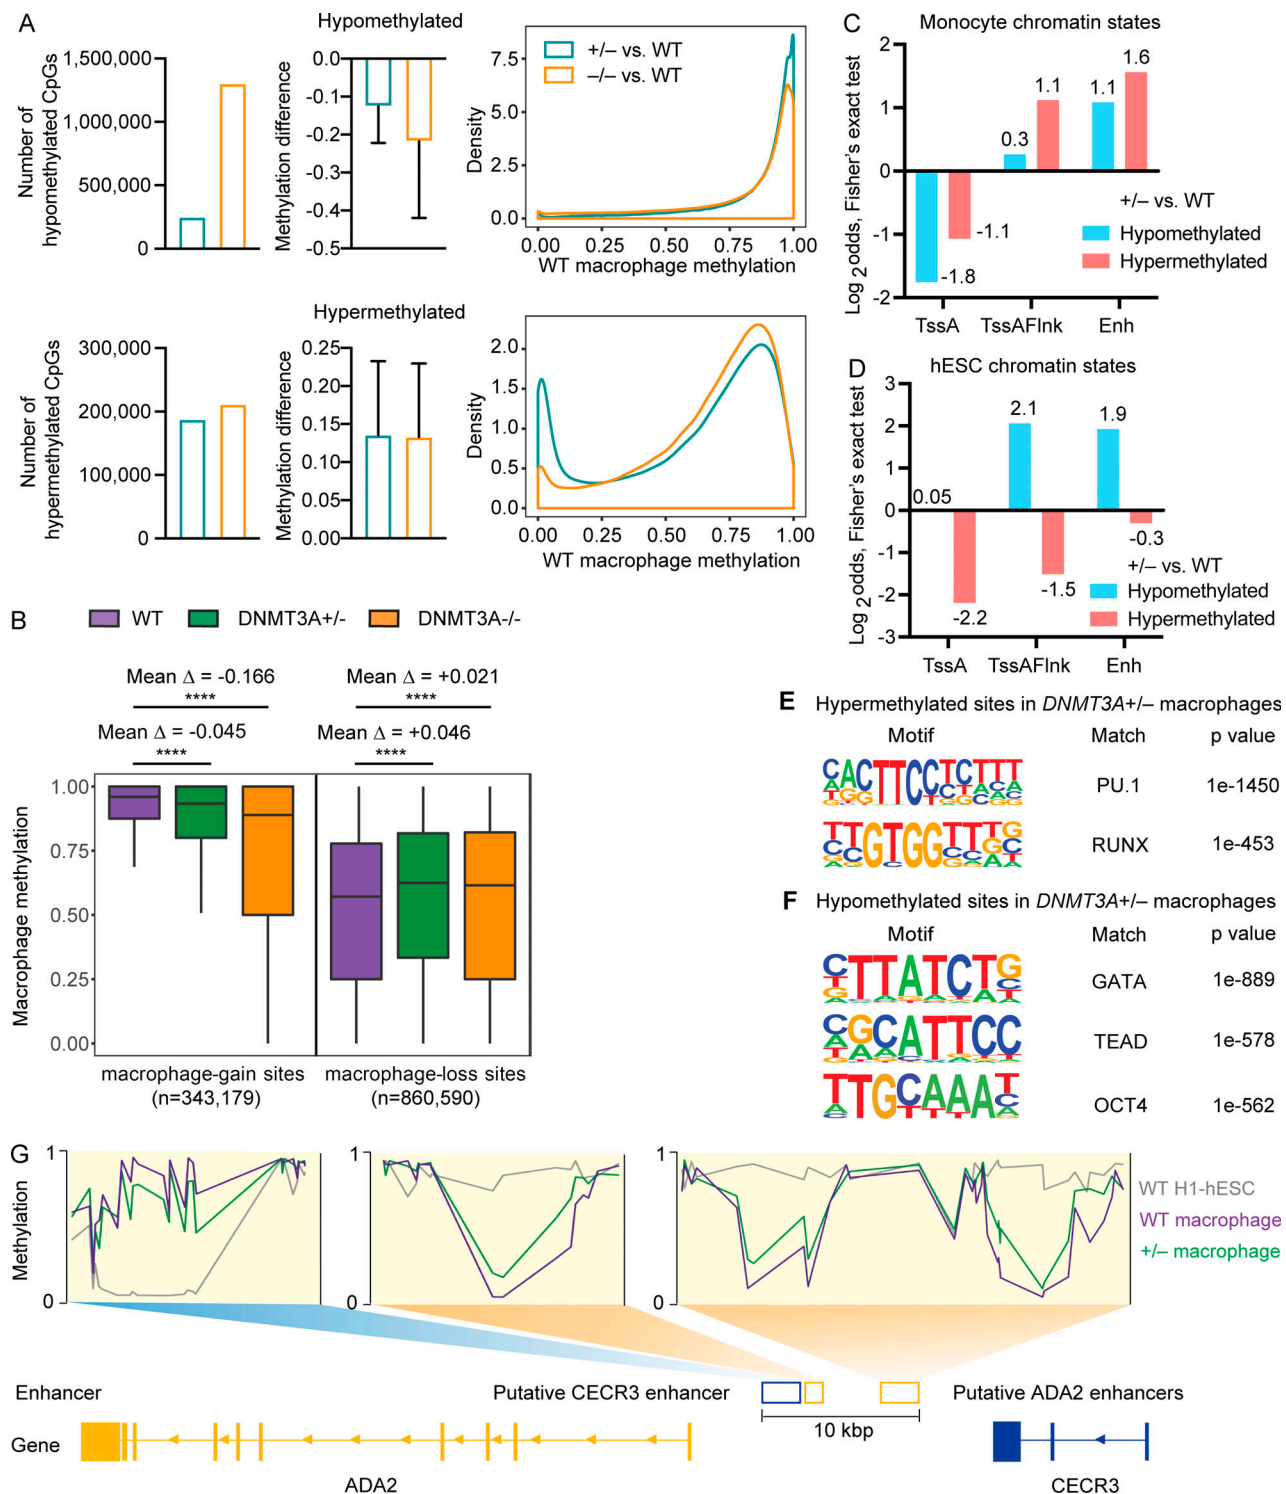 A
Number of hypomethylated CpGs
1,500,000
1,000,000
500,000
0
Hypomethylated
Methylation difference
0.0
-0.1
-0.2
-0.3
-0.4
-0.5
+/– vs. WT
–/– vs. WT
Density
7.5
5.0
2.5
0.0
0.00 0.25 0.50 0.75 1.00
WT macrophage methylation
Number of hypermethylated CpGs
300,000
200,000
100,000
0
Hypermethylated
Methylation difference
0.25
0.20
0.15
0.10
0.05
0.00
Density
2.0
1.5
1.0
0.5
0.0
0.00 0.25 0.50 0.75 1.00
WT macrophage methylation
B
WT DNMT3A+/- DNMT3A-/-
Mean Δ = -0.166 Mean Δ = +0.021
**** ****
Mean Δ = -0.045 Mean Δ = +0.046
**** ****
Macrophage methylation
1.00
0.75
0.50
0.25
0.00
macrophage-gain sites macrophage-loss sites
(n=343,179) (n=860,590)
C
Monocyte chromatin states
Log 2odds, Fisher's exact test
2
1
0
-1
-2
-1.8
-1.1
0.3
1.1
1.1
1.6
+/– vs. WT
Hypomethylated
Hypermethylated
TssA TssAFlnk Enh
D
hESC chromatin states
Log 2odds, Fisher's exact test
3
2
1
0
-1
-2
-3
0.05
-2.2
2.1
-1.5
1.9
-0.3
+/– vs. WT
Hypomethylated
Hypermethylated
TssA TssAFlnk Enh
E Hypermethylated sites in DNMT3A+/– macrophages
Motif Match p value
PU.1 1e-1450
RUNX 1e-453
F Hypomethylated sites in DNMT3A+/– macrophages
Motif Match p value
GATA 1e-889
TEAD 1e-578
OCT4 1e-562
G
Methylation
1
0
1
0
1
0
WT H1-hESC
WT macrophage
+/– macrophage
Enhancer Putative CECR3 enhancer Putative ADA2 enhancers
10 kbp
Gene
ADA2 CECR3